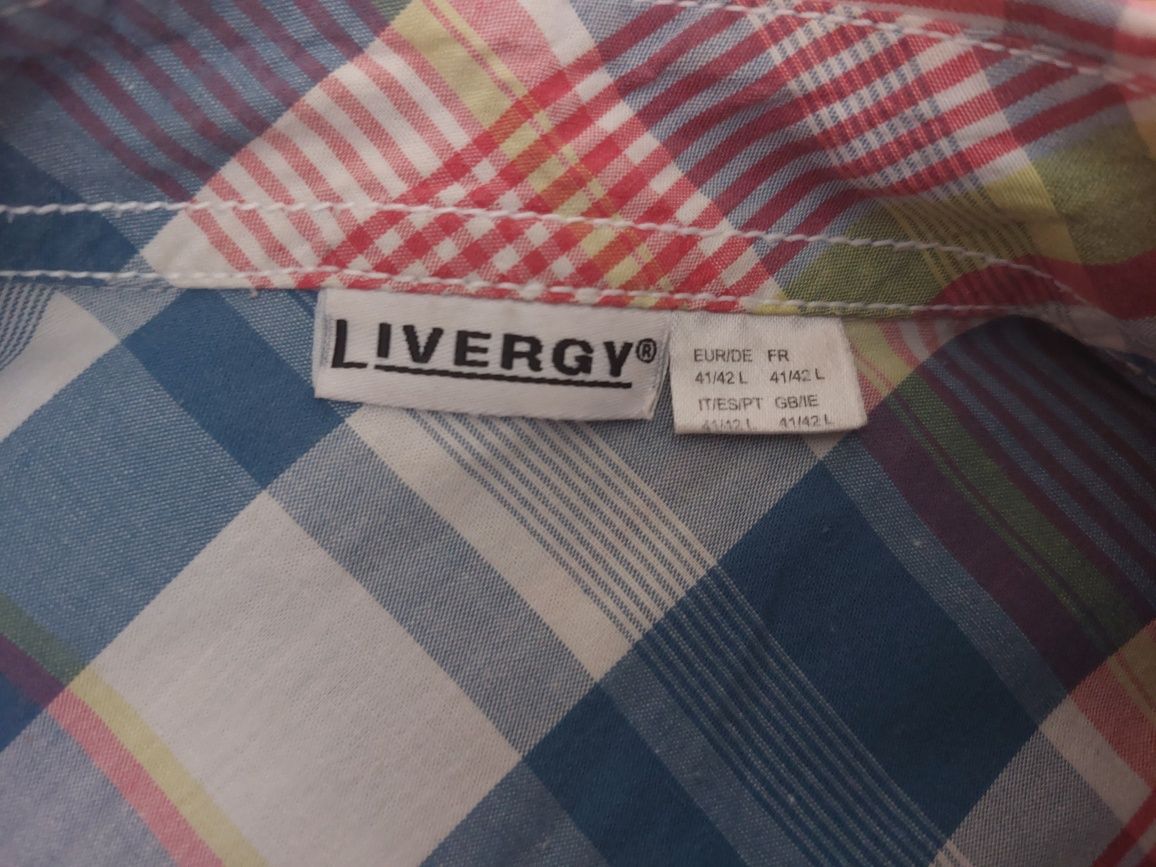 LIVERGY®
EUR/DE FR
41/42 L 41/42 L
IT/ES/PT GB/IE
41/42 L 41/42 L